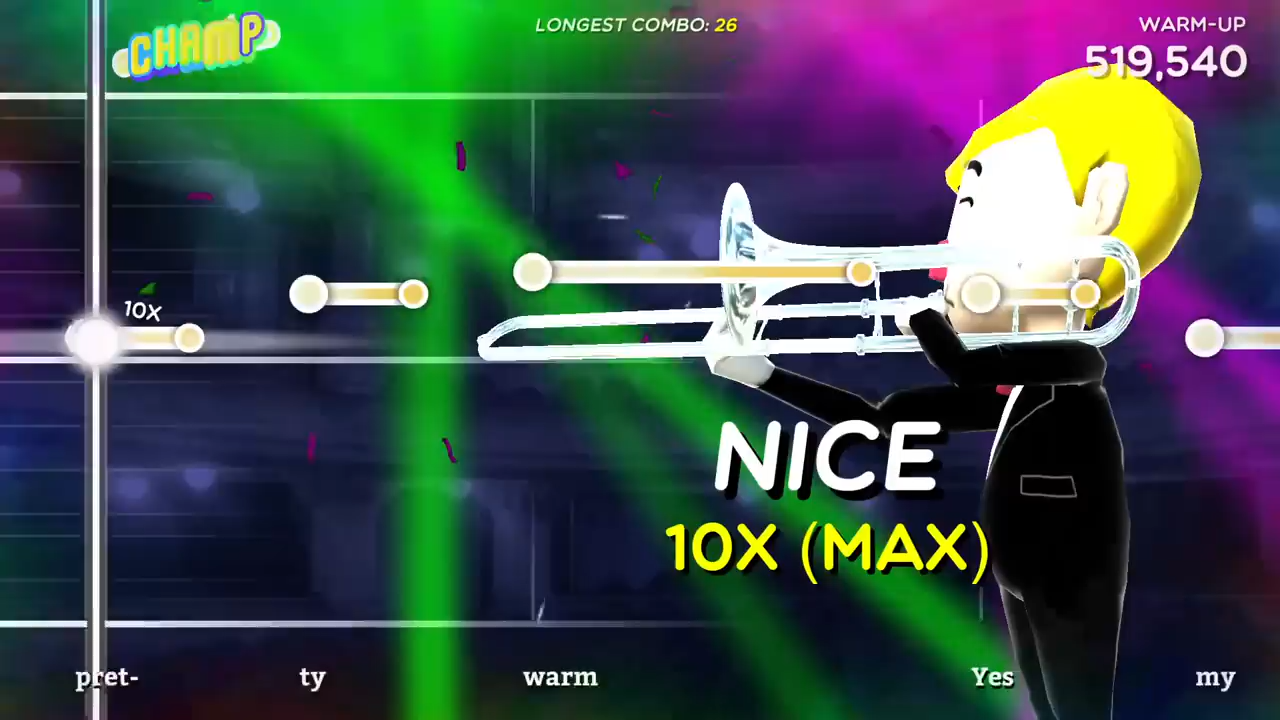 CHAMP
LONGEST COMBO: 26
WARM-UP
519,540
10X
NICE
10X (MAX)
pret- ty warm Yes my